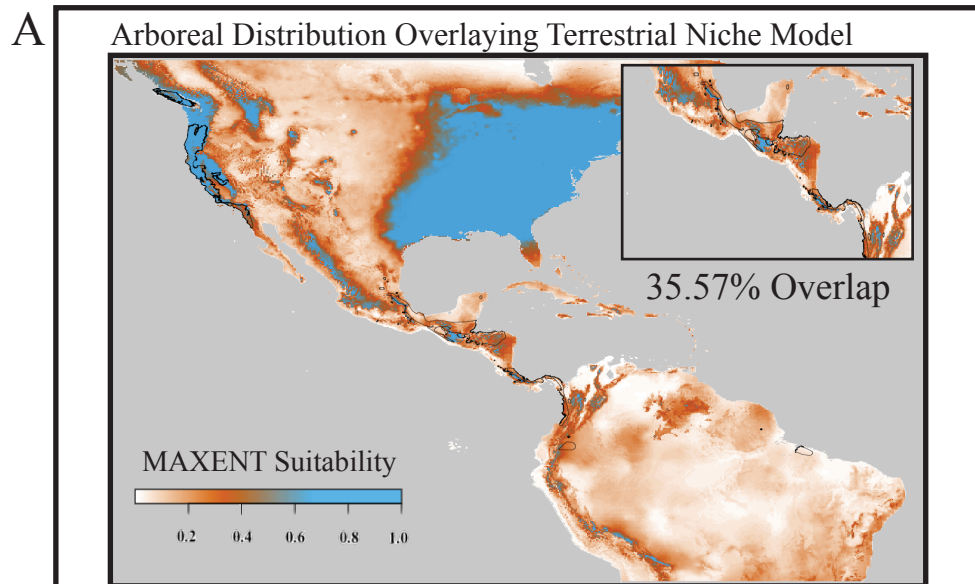 A
Arboreal Distribution Overlaying Terrestrial Niche Model
35.57% Overlap
MAXENT Suitability
0.2 0.4 0.6 0.8 1.0